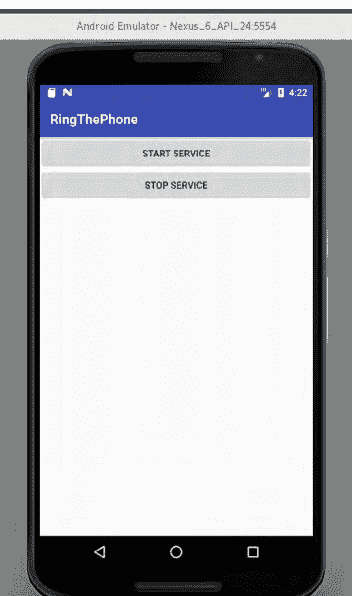 Android Emulator - Nexus_6_API_24:5554
4:22
RingThePhone
START SERVICE
STOP SERVICE